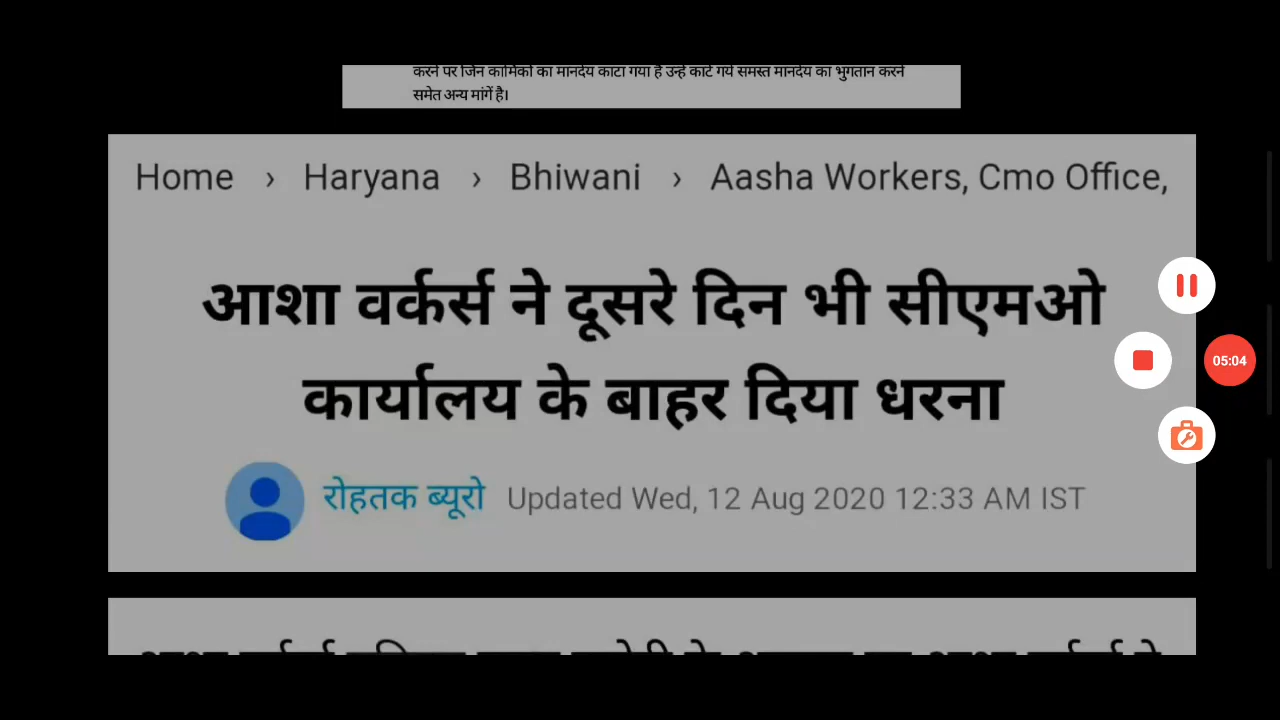 करने पर जिन कार्मिकों का मानदेय काटा गया है उन्हें काटे गये समस्त मानदेय का भुगतान करने
समेत अन्य मांगें है।
Home › Haryana › Bhiwani › Aasha Workers, Cmo Office,
आशा वर्कर्स ने दूसरे दिन भी सीएमओ
कार्यालय के बाहर दिया धरना
रोहतक ब्यूरो Updated Wed, 12 Aug 2020 12:33 AM IST
05:04